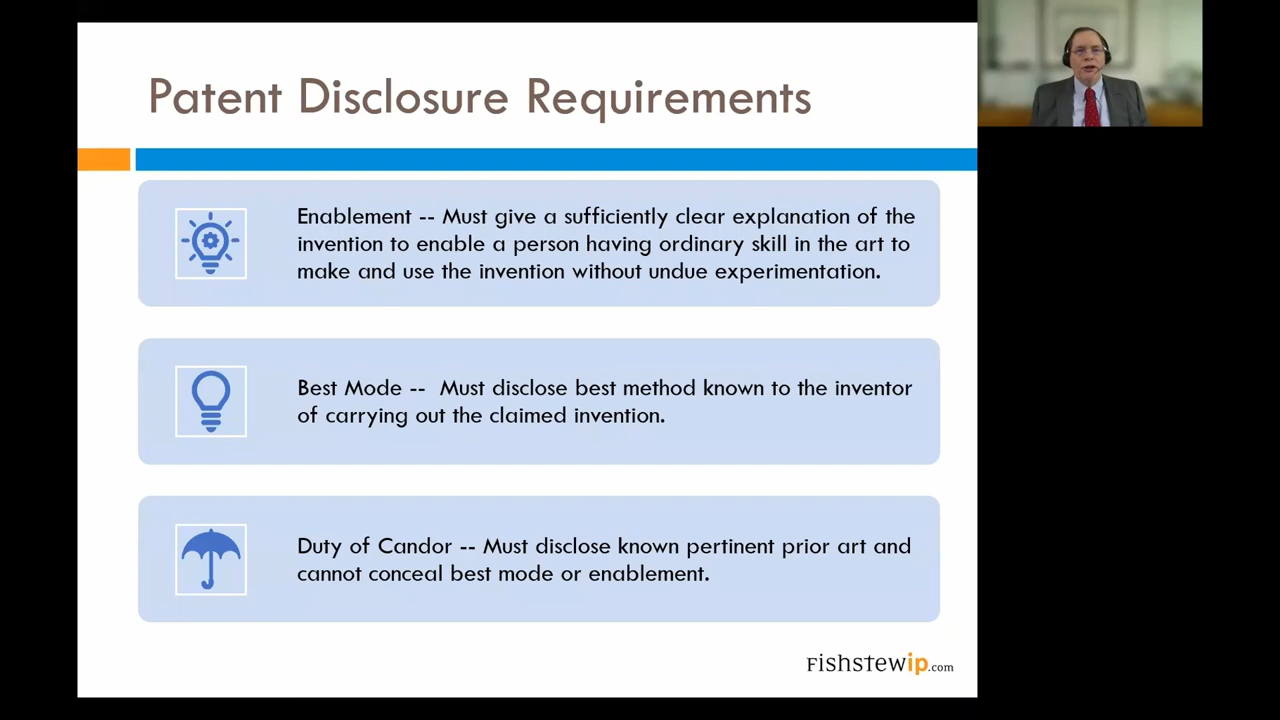 Patent Disclosure Requirements
Enablement -- Must give a sufficiently clear explanation of the
invention to enable a person having ordinary skill in the art to
make and use the invention without undue experimentation.
Best Mode -- Must disclose best method known to the inventor
of carrying out the claimed invention.
Duty of Candor -- Must disclose known pertinent prior art and
cannot conceal best mode or enablement.
Fishstewip.com